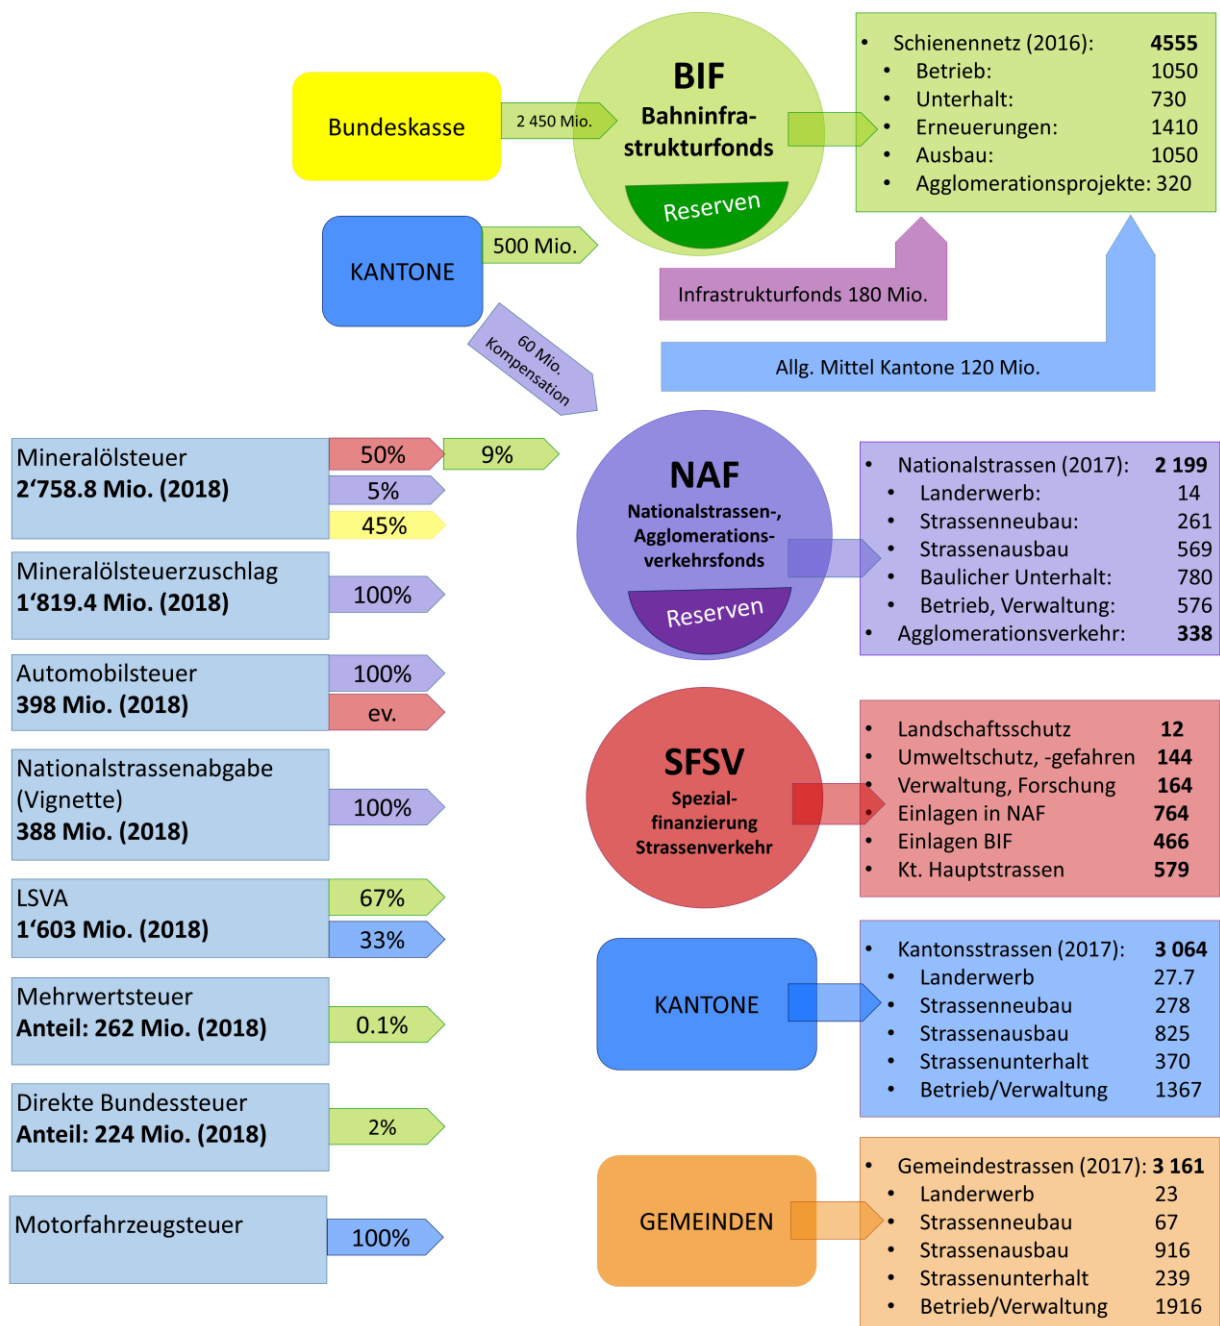 Bundeskasse
2 450 Mio.
BIF
Bahninfra-
strukturfonds
Reserven
• Schienennetz (2016): 4555
• Betrieb: 1050
• Unterhalt: 730
• Erneuerungen: 1410
• Ausbau: 1050
• Agglomerationsprojekte: 320
KANTONE
500 Mio.
60 Mio.
Kompensation
Infrastrukturfonds 180 Mio.
Allg. Mittel Kantone 120 Mio.
Mineralölsteuer
2‘758.8 Mio. (2018)
50%
9%
5%
45%
Mineralölsteuerzuschlag
1‘819.4 Mio. (2018)
100%
Automobilsteuer
398 Mio. (2018)
100%
ev.
Nationalstrassenabgabe
(Vignette)
388 Mio. (2018)
100%
LSVA
1‘603 Mio. (2018)
67%
33%
Mehrwertsteuer
Anteil: 262 Mio. (2018)
0.1%
Direkte Bundessteuer
Anteil: 224 Mio. (2018)
2%
Motorfahrzeugsteuer
100%
NAF
Nationalstrassen-,
Agglomerations-
verkehrsfonds
Reserven
• Nationalstrassen (2017): 2 199
• Landerwerb: 14
• Strassenneubau: 261
• Strassenausbau 569
• Baulicher Unterhalt: 780
• Betrieb, Verwaltung: 576
• Agglomerationsverkehr: 338
SFSV
Spezial-
finanzierung
Strassenverkehr
• Landschaftsschutz 12
• Umweltschutz, -gefahren 144
• Verwaltung, Forschung 164
• Einlagen in NAF 764
• Einlagen BIF 466
• Kt. Hauptstrassen 579
KANTONE
• Kantonsstrassen (2017): 3 064
• Landerwerb 27.7
• Strassenneubau 278
• Strassenausbau 825
• Strassenunterhalt 370
• Betrieb/Verwaltung 1367
GEMEINDEN
• Gemeindestrassen (2017): 3 161
• Landerwerb 23
• Strassenneubau 67
• Strassenausbau 916
• Strassenunterhalt 239
• Betrieb/Verwaltung 1916